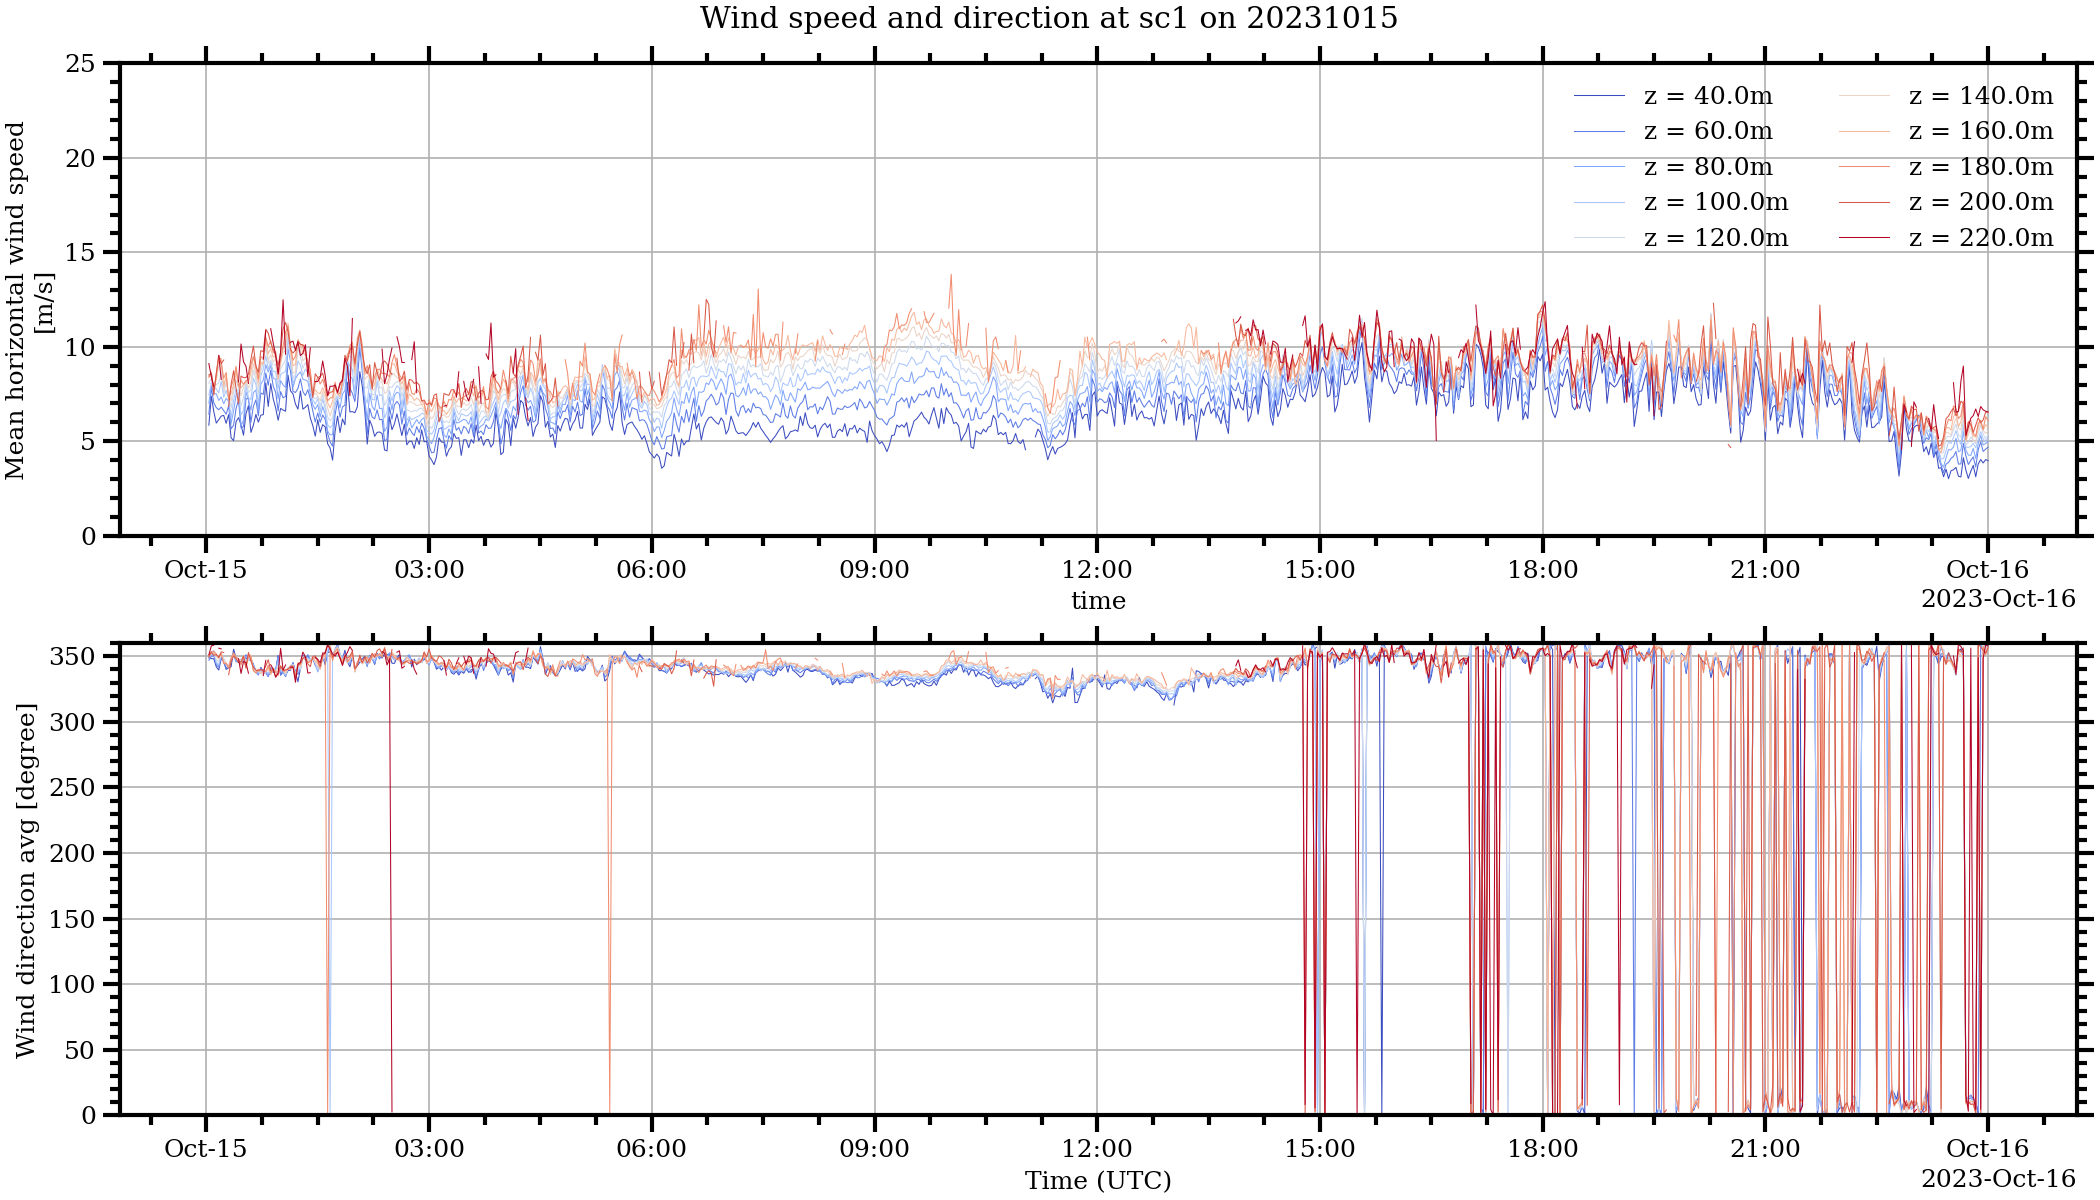 Wind speed and direction at sc1 on 20231015
Mean horizontal wind speed
[m/s]
25
20
15
10
5
0
z = 40.0m
z = 60.0m
z = 80.0m
z = 100.0m
z = 120.0m
z = 140.0m
z = 160.0m
z = 180.0m
z = 200.0m
z = 220.0m
Oct-15 03:00 06:00 09:00 12:00 15:00 18:00 21:00 Oct-16
time
2023-Oct-16
Wind direction avg [degree]
350
300
250
200
150
100
50
0
Oct-15 03:00 06:00 09:00 12:00 15:00 18:00 21:00 Oct-16
Time (UTC)
2023-Oct-16